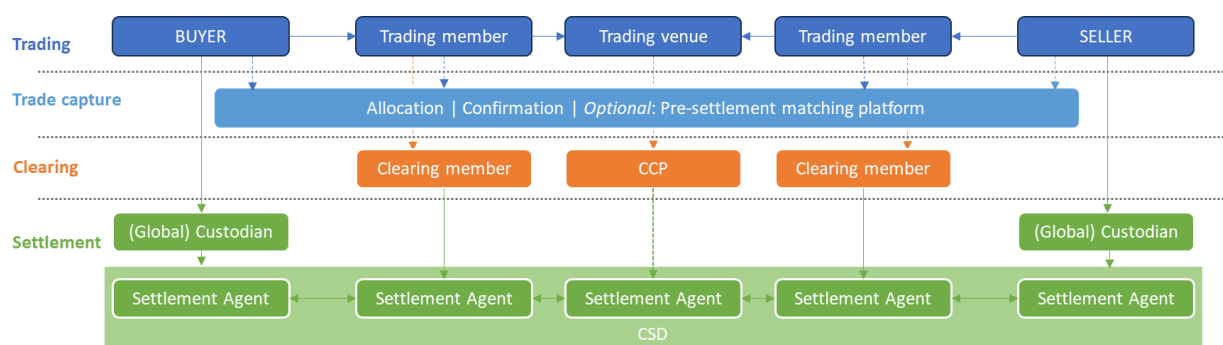 Trading
BUYER
Trading member
Trading venue
Trading member
SELLER
Trade capture
Allocation | Confirmation | Optional: Pre-settlement matching platform
Clearing
Clearing member
CCP
Clearing member
Settlement
(Global) Custodian
(Global) Custodian
Settlement Agent
Settlement Agent
Settlement Agent
Settlement Agent
Settlement Agent
CSD